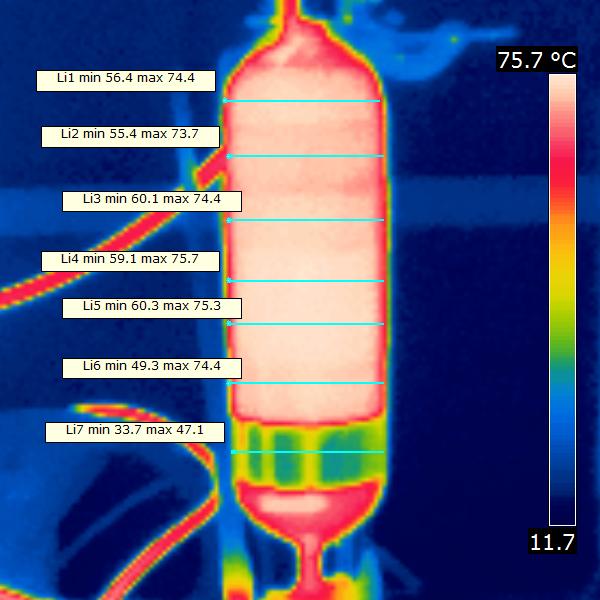 75.7 °C
Li1 min 56.4 max 74.4
Li2 min 55.4 max 73.7
Li3 min 60.1 max 74.4
Li4 min 59.1 max 75.7
Li5 min 60.3 max 75.3
Li6 min 49.3 max 74.4
Li7 min 33.7 max 47.1
11.7